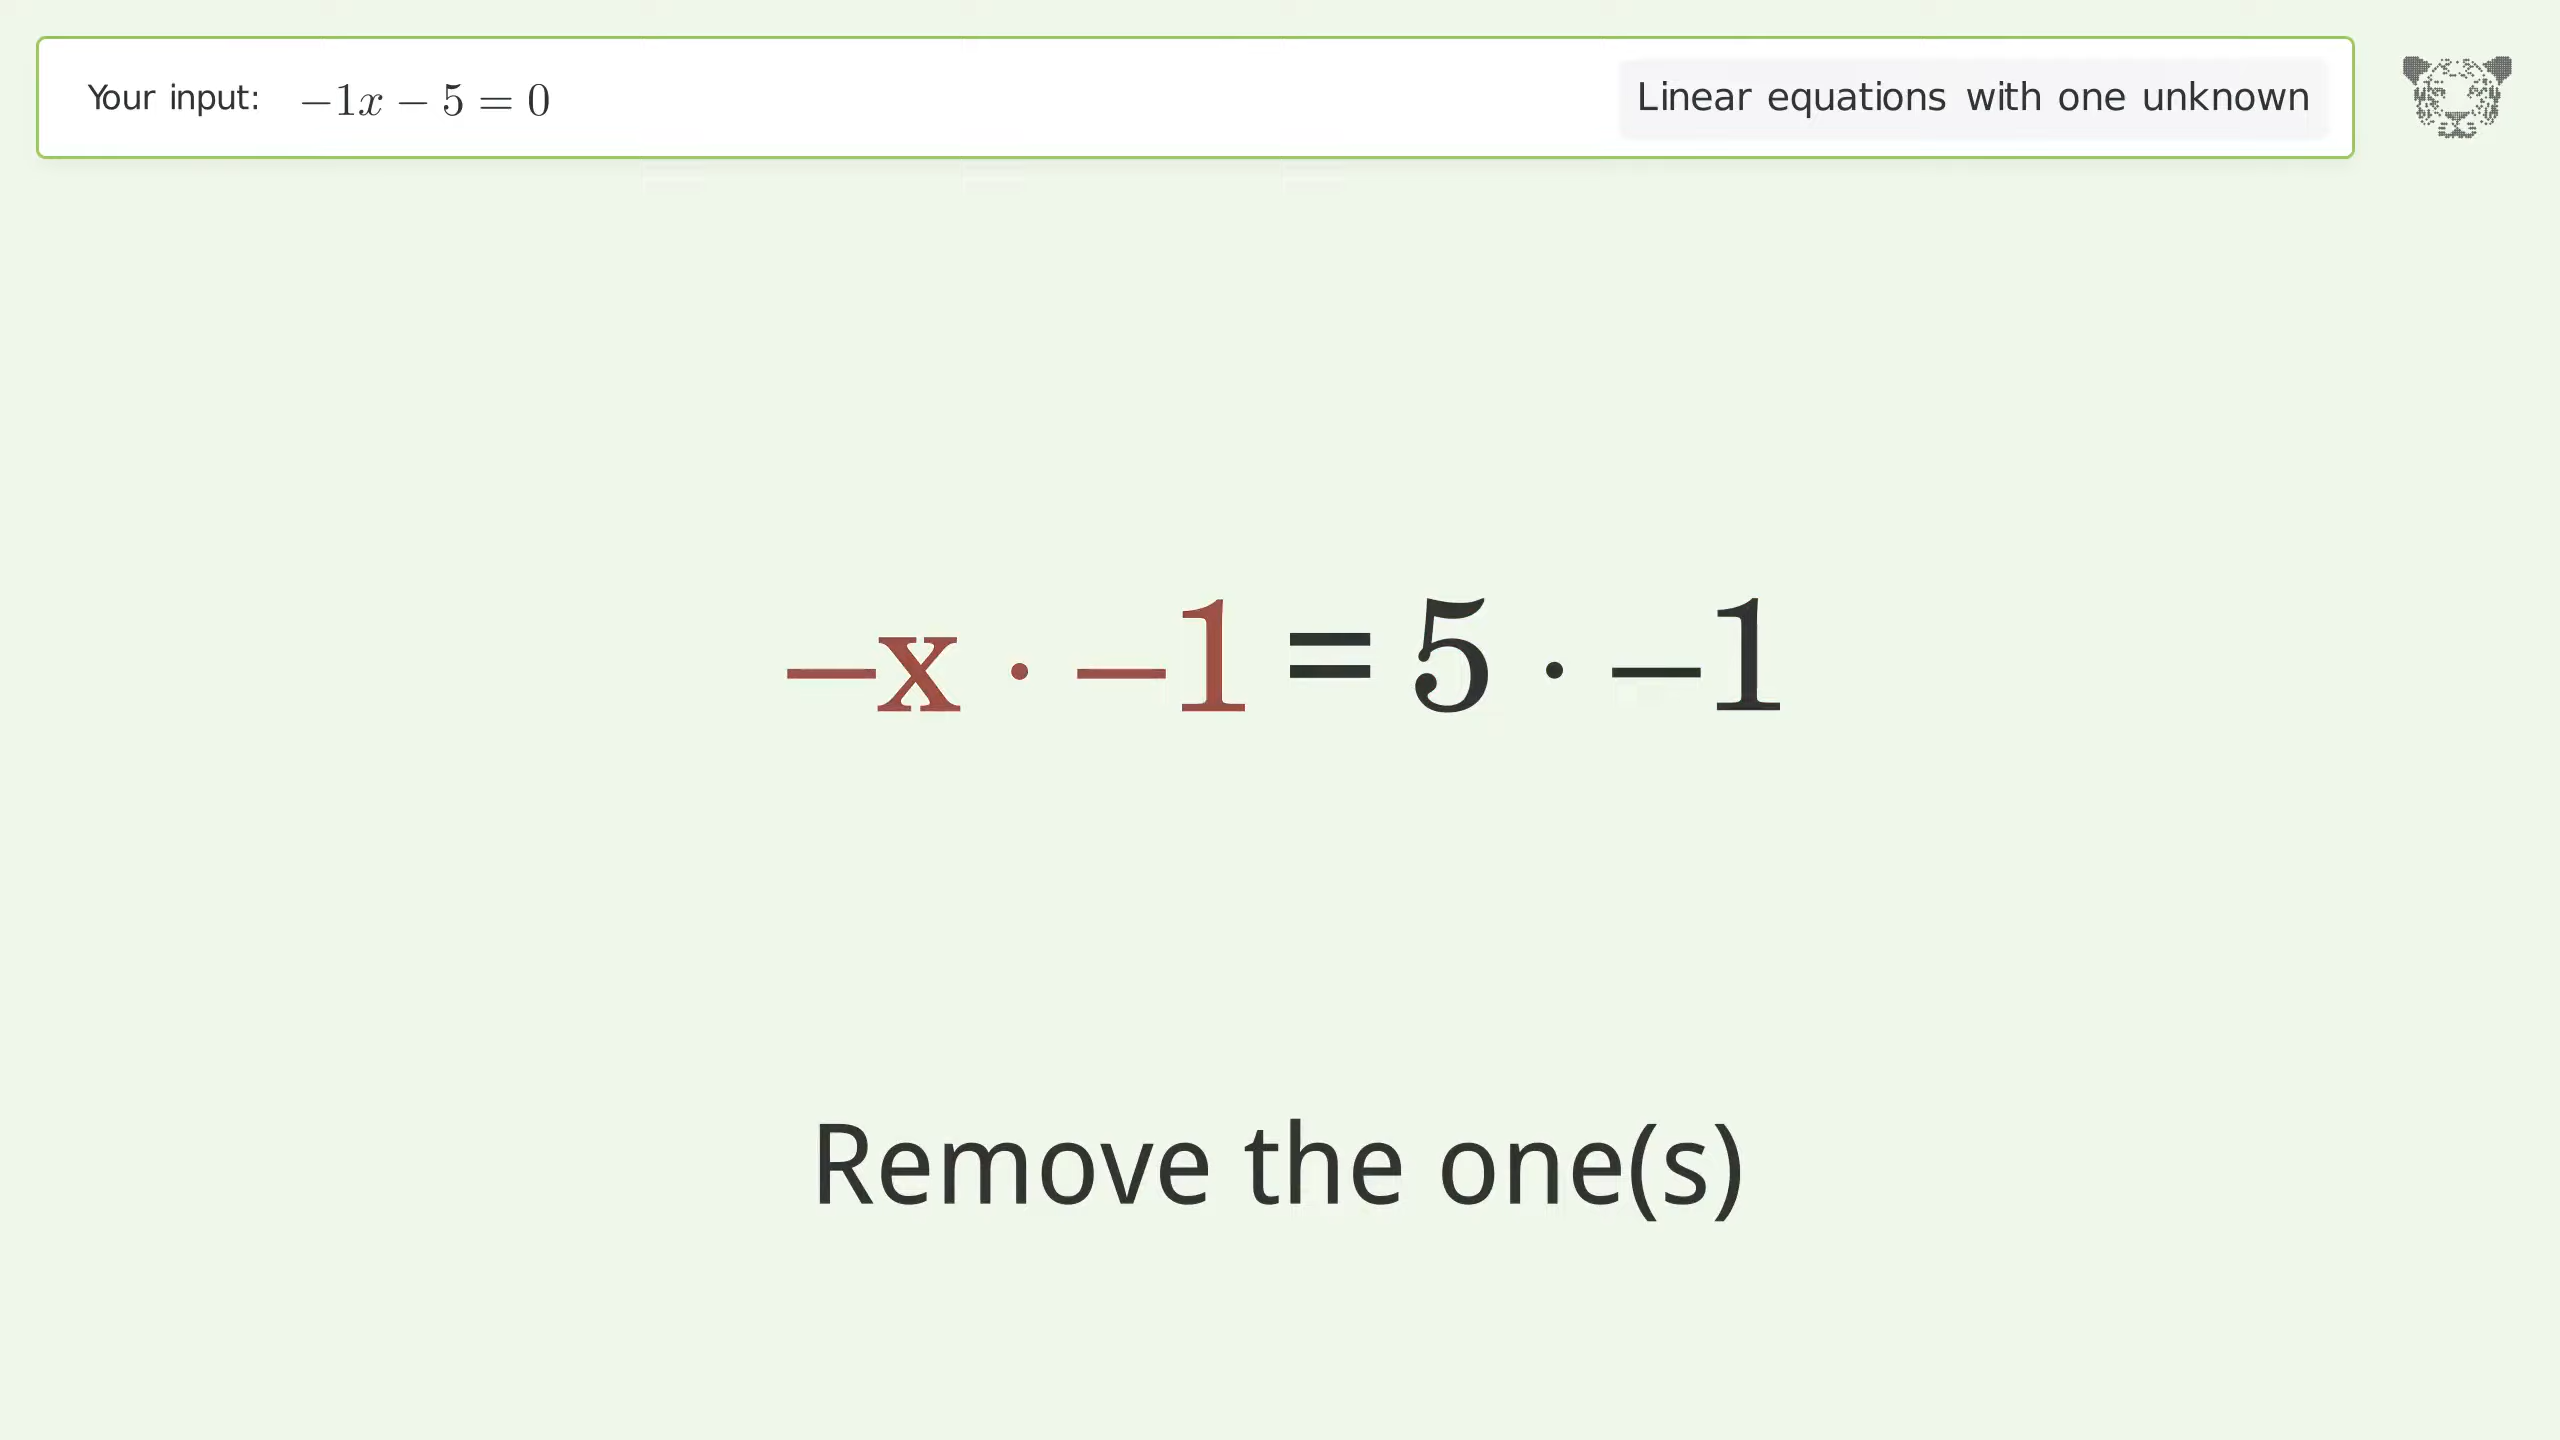 Your input: −1x − 5 = 0
Linear equations with one unknown
−x · −1 = 5 · −1
Remove the one(s)